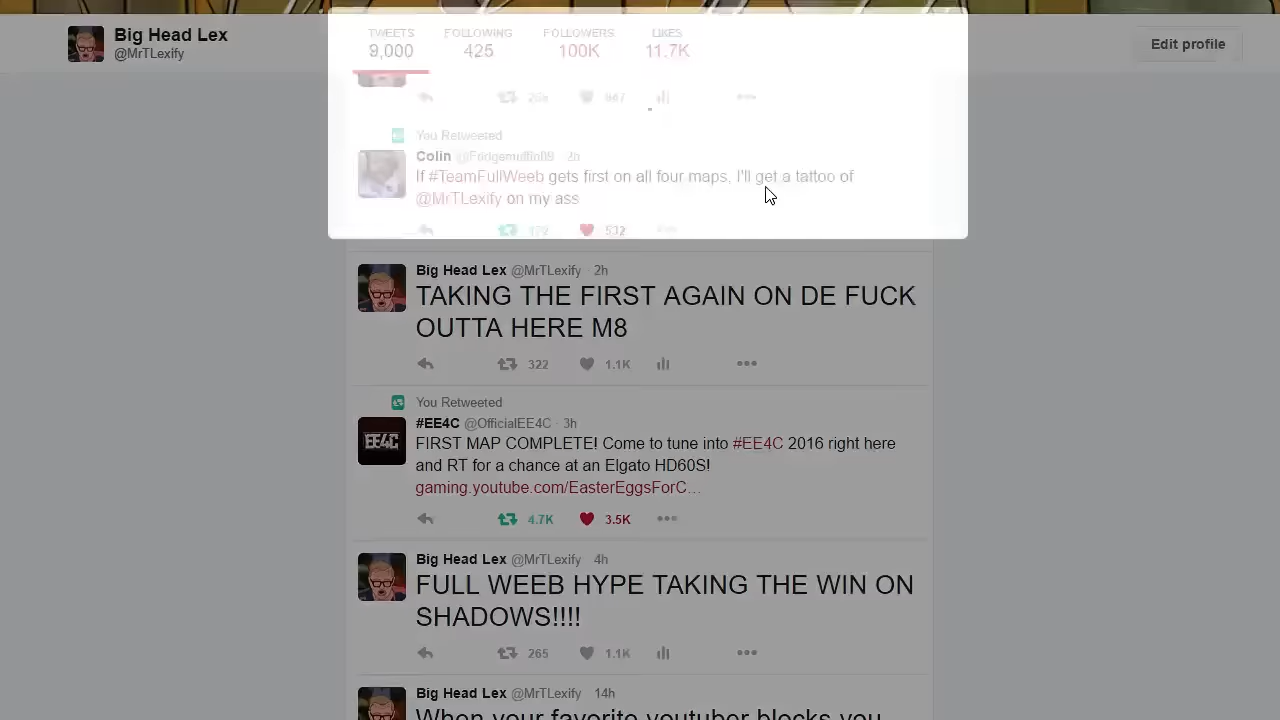 Big Head Lex
@MrTLexify
TWEETS
9,000
FOLLOWING
425
FOLLOWERS
100K
LIKES
11.7K
Edit profile
You Retweeted
Colin @Fridgemuffin89 · 2h
If #TeamFullWeeb gets first on all four maps, I'll get a tattoo of
@MrTLexify on my ass
532
Big Head Lex @MrTLexify · 2h
TAKING THE FIRST AGAIN ON DE FUCK
OUTTA HERE M8
322 1.1K
You Retweeted
#EE4C @OfficialEE4C · 3h
FIRST MAP COMPLETE! Come to tune into #EE4C 2016 right here
and RT for a chance at an Elgato HD60S!
gaming.youtube.com/EasterEggsForC…
4.7K 3.5K
Big Head Lex @MrTLexify · 4h
FULL WEEB HYPE TAKING THE WIN ON
SHADOWS!!!!
265 1.1K
Big Head Lex @MrTLexify · 14h
When your favorite youtuber blocks you